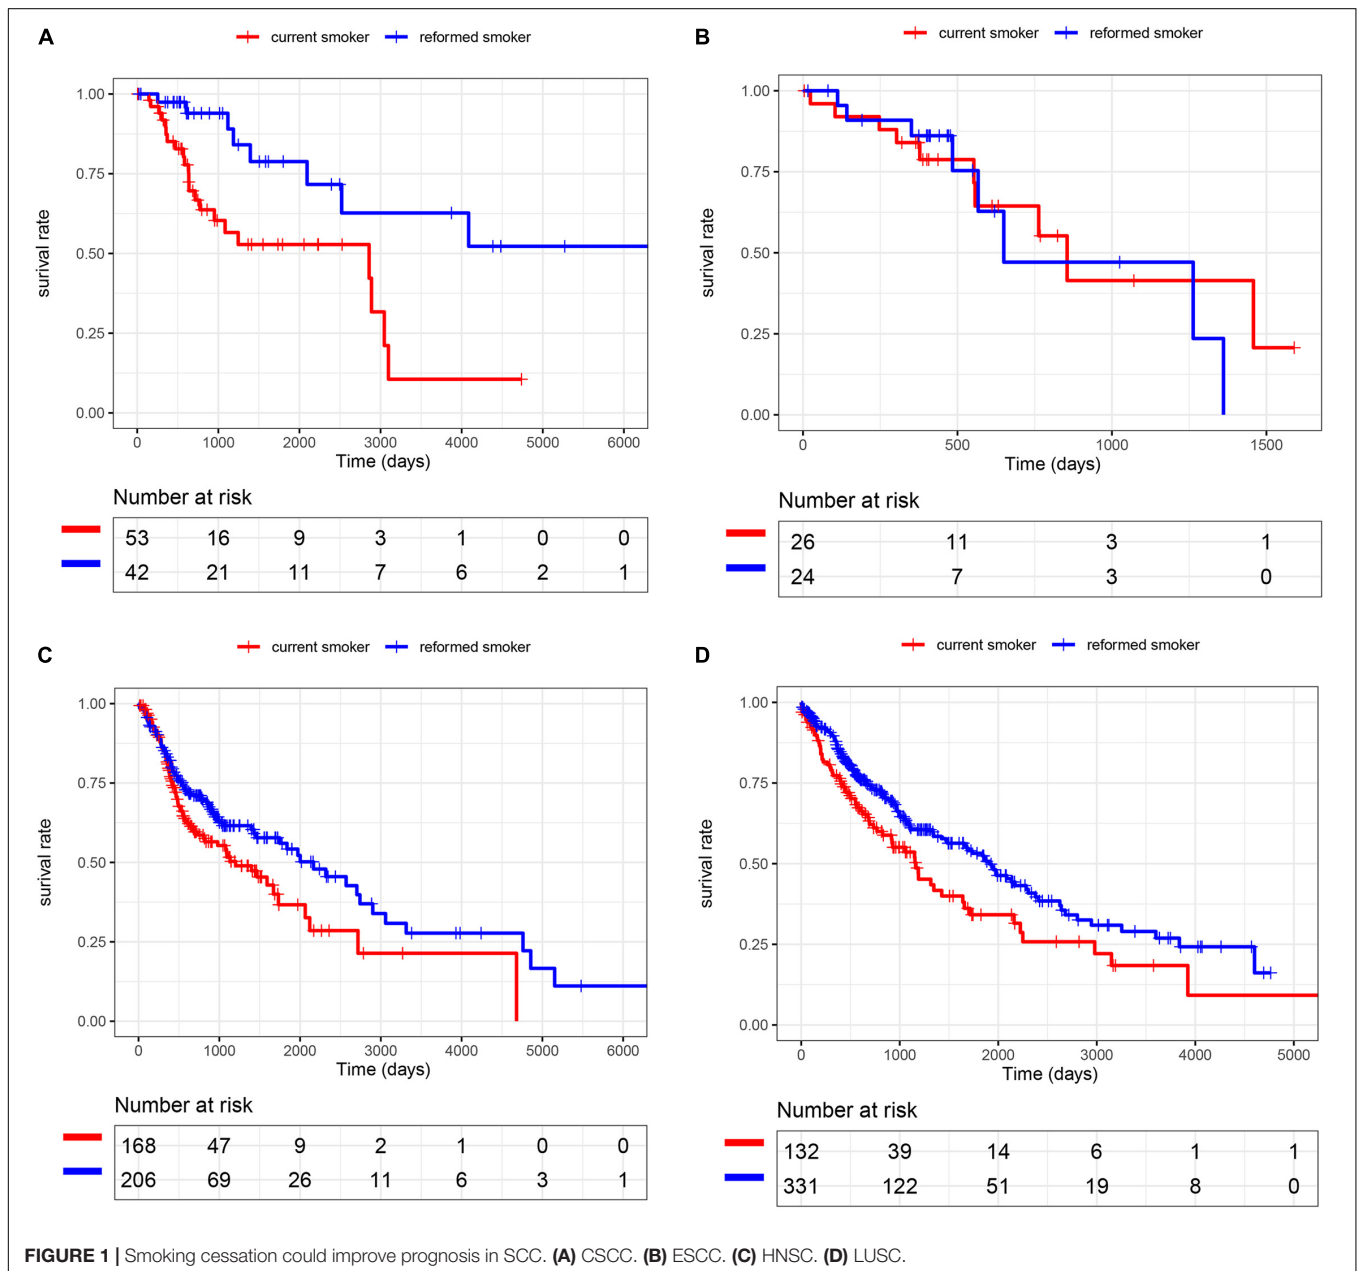 A
current smoker reformed smoker
1.00
0.75
0.50
0.25
0.00
surival rate
0 1000 2000 3000 4000 5000 6000
Time (days)
Number at risk
53 16 9 3 1 0 0
42 21 11 7 6 2 1
B
current smoker reformed smoker
1.00
0.75
0.50
0.25
0.00
surival rate
0 500 1000 1500
Time (days)
Number at risk
26 11 3 1
24 7 3 0
C
current smoker reformed smoker
1.00
0.75
0.50
0.25
0.00
surival rate
0 1000 2000 3000 4000 5000 6000
Time (days)
Number at risk
168 47 9 2 1 0 0
206 69 26 11 6 3 1
D
current smoker reformed smoker
1.00
0.75
0.50
0.25
0.00
surival rate
0 1000 2000 3000 4000 5000
Time (days)
Number at risk
132 39 14 6 1 1
331 122 51 19 8 0
FIGURE 1 | Smoking cessation could improve prognosis in SCC. (A) CSCC. (B) ESCC. (C) HNSC. (D) LUSC.